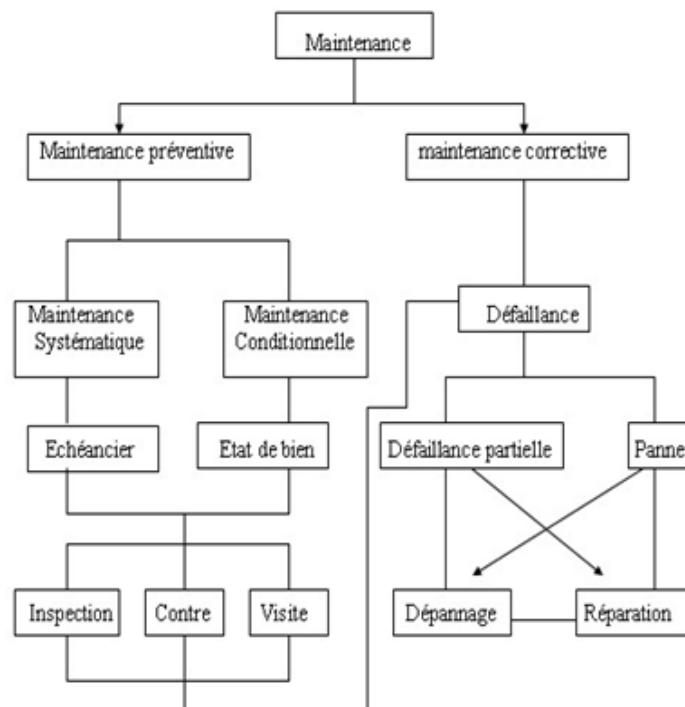 Maintenance
Maintenance préventive
maintenance corrective
Maintenance
Systématique
Maintenance
Conditionnelle
Défaillance
Echéancier
Etat de bien
Défaillance partielle
Panne
Inspection
Contre
Visite
Dépannage
Réparation